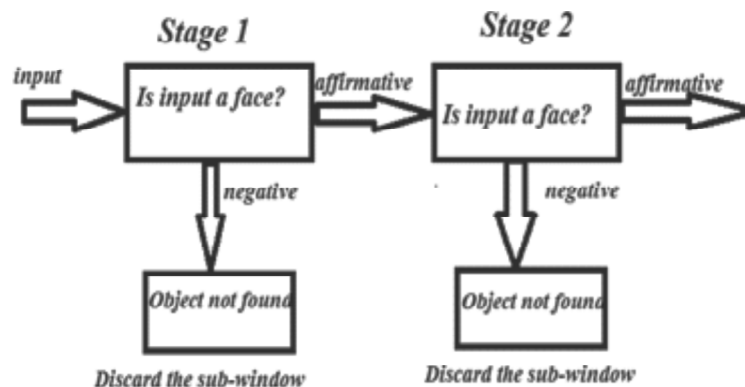 Stage 1
Stage 2
input
Is input a face?
affirmative
Is input a face?
affirmative
negative
negative
Object not found
Object not found
Discard the sub-window
Discard the sub-window